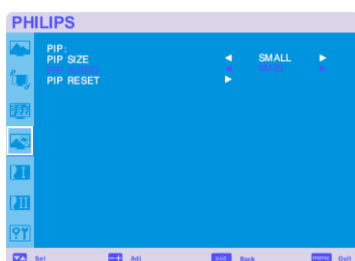 PHILIPS
PIP:
PIP SIZE ◀ SMALL ▶
PIP RESET ▶
Sel −+ Adj exit Back menu Quit